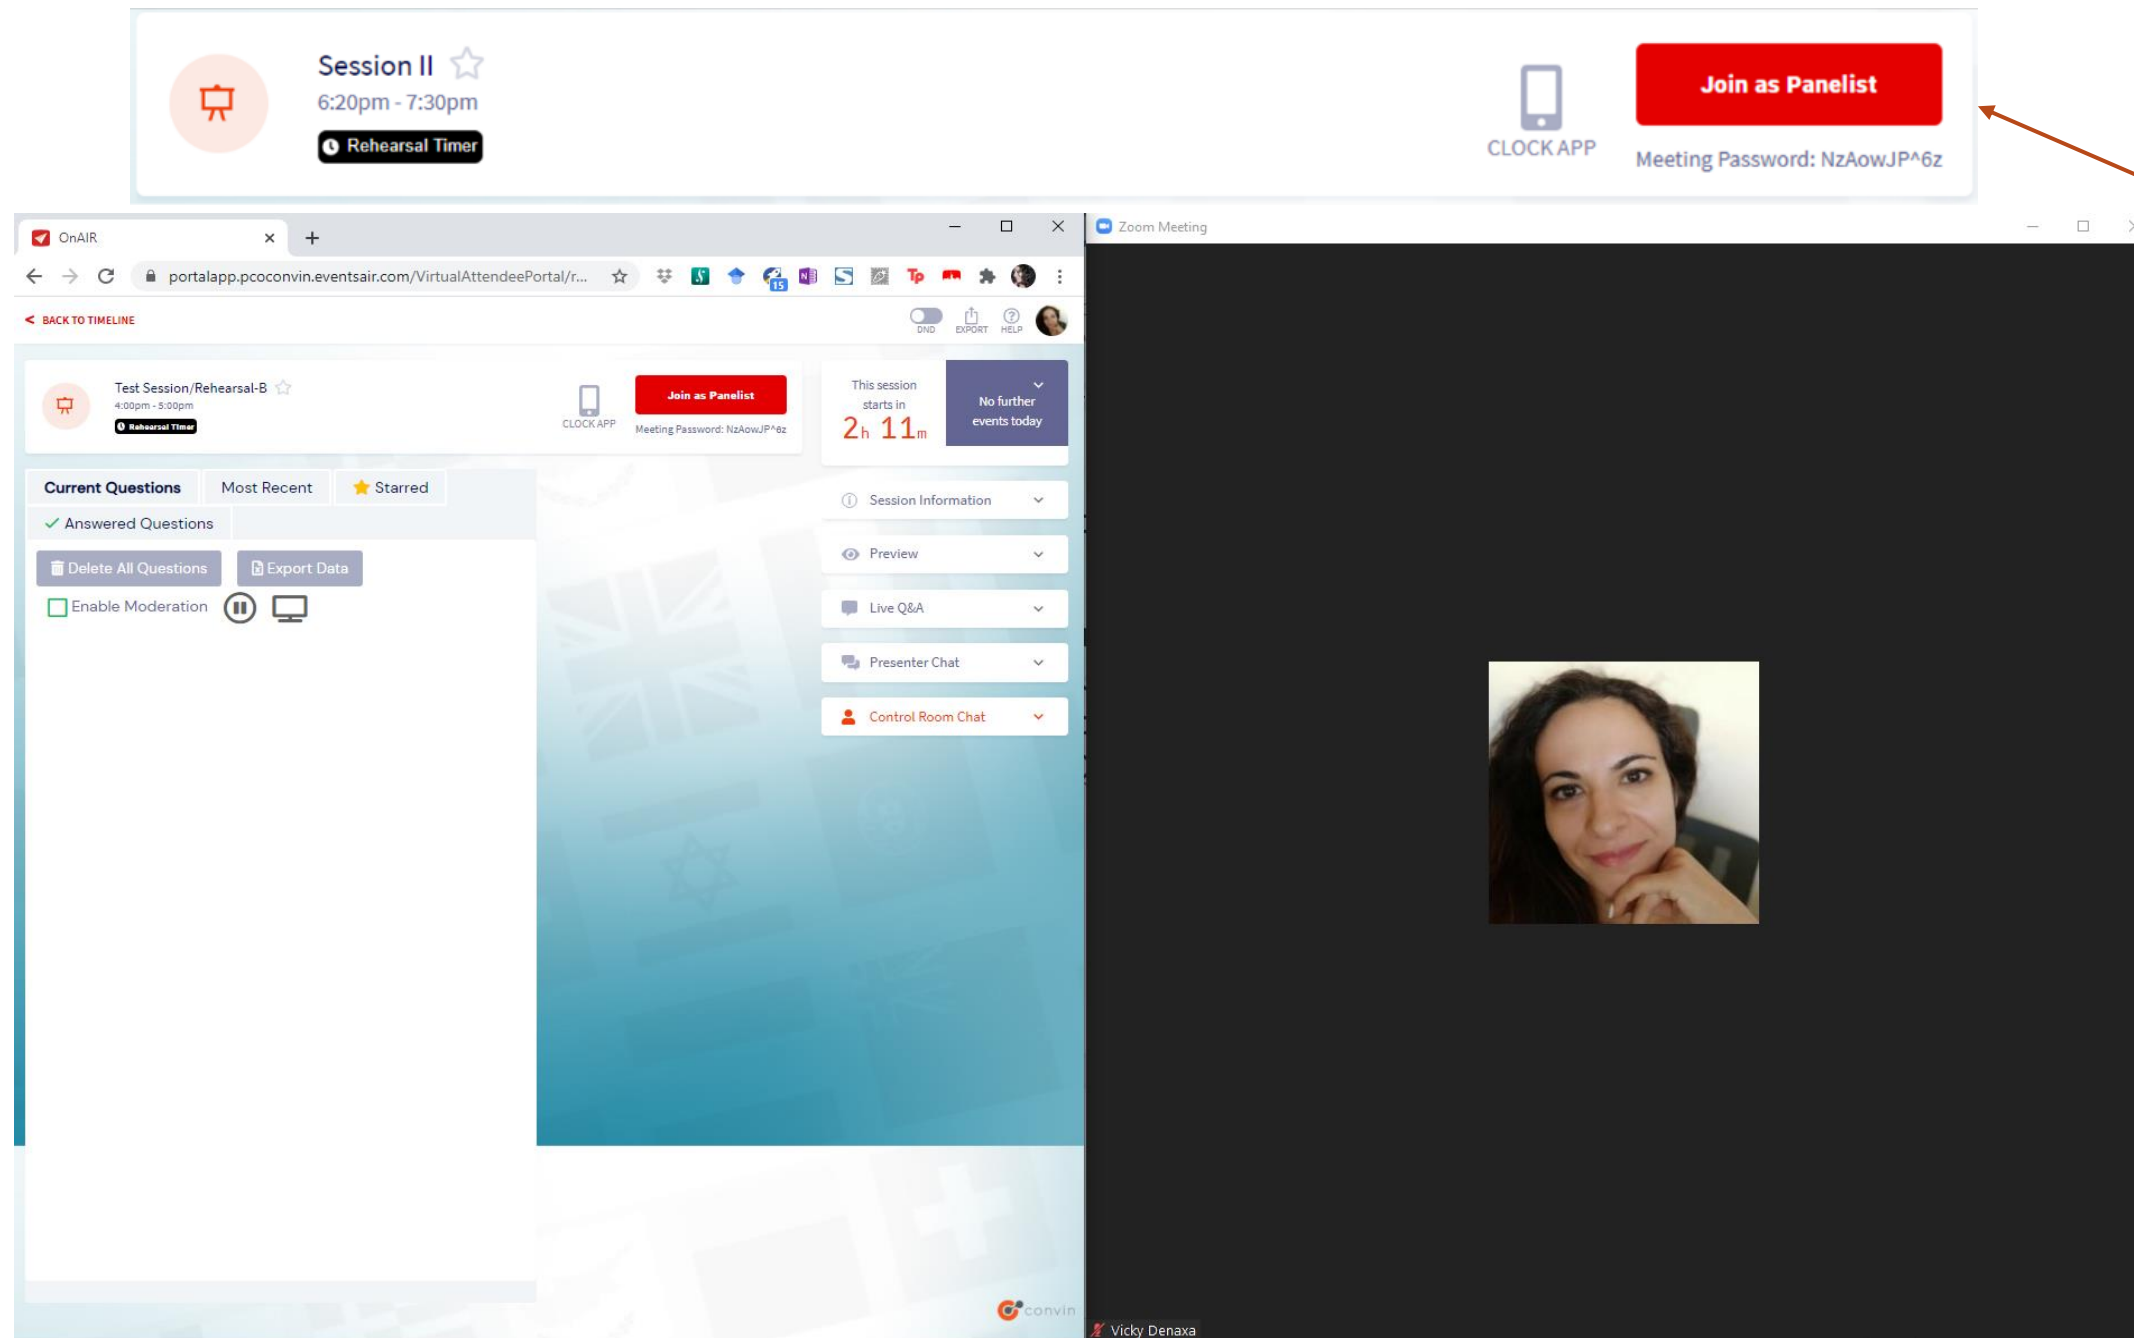 Session II
6:20pm - 7:30pm
Rehearsal Timer
CLOCK APP
Join as Panelist
Meeting Password: NzAowJP^6z
OnAIR
Zoom Meeting
portalapp.pcoconvin.eventsair.com/VirtualAttendeePortal/r...
15
Tp
BACK TO TIMELINE
DND
EXPORT
HELP
Test Session/Rehearsal-B
4:00pm - 5:00pm
Rehearsal Timer
CLOCK APP
Join as Panelist
Meeting Password: NzAowJP^6z
This session
starts in
2h 11m
No further
events today
Current Questions
Most Recent
Starred
Answered Questions
Delete All Questions
Export Data
Enable Moderation
Session Information
Preview
Live Q&A
Presenter Chat
Control Room Chat
convin
Vicky Denaxa